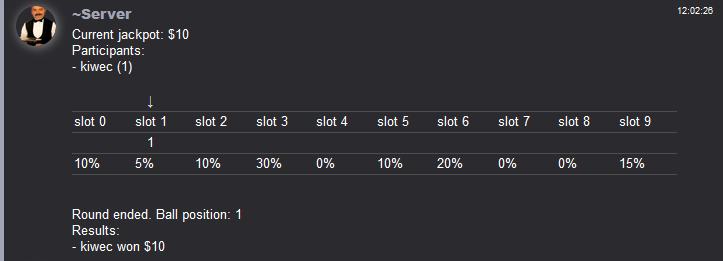 ~Server 12:02:26
Current jackpot: $10
Participants:
- kiwec (1)
↓
slot 0 slot 1 slot 2 slot 3 slot 4 slot 5 slot 6 slot 7 slot 8 slot 9
1
10% 5% 10% 30% 0% 10% 20% 0% 0% 15%
Round ended. Ball position: 1
Results:
- kiwec won $10